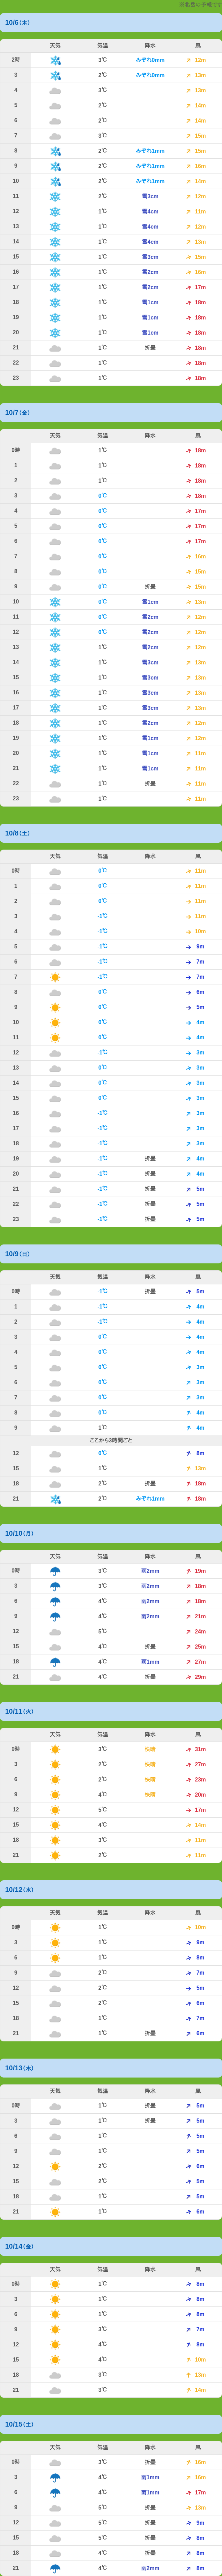 ※高森の予報です
10/6(木)
天気 気温 降水 風
2時 3℃ みぞれ0mm 12m
3 2℃ みぞれ0mm 13m
4 3℃ 13m
5 2℃ 14m
6 2℃ 14m
7 3℃ 15m
8 2℃ みぞれ1mm 15m
9 2℃ みぞれ1mm 16m
10 2℃ みぞれ1mm 14m
11 2℃ 雪3cm 12m
12 1℃ 雪4cm 11m
13 1℃ 雪4cm 12m
14 1℃ 雪4cm 13m
15 1℃ 雪3cm 15m
16 1℃ 雪2cm 16m
17 1℃ 雪2cm 17m
18 1℃ 雪1cm 18m
19 1℃ 雪1cm 18m
20 1℃ 雪1cm 18m
21 1℃ 折曇 18m
22 1℃ 18m
23 1℃ 18m
10/7(金)
天気 気温 降水 風
0時 1℃ 18m
1 1℃ 18m
2 1℃ 18m
3 0℃ 18m
4 0℃ 17m
5 0℃ 17m
6 0℃ 17m
7 0℃ 16m
8 0℃ 15m
9 0℃ 折曇 15m
10 0℃ 雪1cm 13m
11 0℃ 雪2cm 12m
12 0℃ 雪2cm 12m
13 1℃ 雪2cm 12m
14 1℃ 雪3cm 13m
15 1℃ 雪3cm 13m
16 1℃ 雪3cm 13m
17 1℃ 雪3cm 13m
18 1℃ 雪2cm 12m
19 1℃ 雪1cm 12m
20 1℃ 雪1cm 11m
21 1℃ 雪1cm 11m
22 1℃ 折曇 11m
23 1℃ 11m
10/8(土)
天気 気温 降水 風
0時 0℃ 11m
1 0℃ 11m
2 0℃ 11m
3 -1℃ 11m
4 -1℃ 10m
5 -1℃ 9m
6 -1℃ 7m
7 -1℃ 7m
8 0℃ 6m
9 0℃ 5m
10 0℃ 4m
11 0℃ 4m
12 -1℃ 3m
13 0℃ 3m
14 0℃ 3m
15 0℃ 3m
16 -1℃ 3m
17 -1℃ 3m
18 -1℃ 3m
19 -1℃ 折曇 4m
20 -1℃ 折曇 4m
21 -1℃ 折曇 5m
22 -1℃ 折曇 5m
23 -1℃ 折曇 5m
10/9(日)
天気 気温 降水 風
0時 -1℃ 折曇 5m
1 -1℃ 4m
2 -1℃ 4m
3 0℃ 4m
4 0℃ 4m
5 0℃ 3m
6 0℃ 3m
7 0℃ 3m
8 0℃ 4m
9 1℃ 4m
ここから3時間ごと
12 0℃ 8m
15 1℃ 13m
18 2℃ 折曇 18m
21 2℃ みぞれ1mm 18m
10/10(月)
天気 気温 降水 風
0時 3℃ 雨2mm 19m
3 3℃ 雨2mm 18m
6 4℃ 雨2mm 18m
9 4℃ 雨2mm 21m
12 5℃ 24m
15 4℃ 折曇 25m
18 4℃ 雨1mm 27m
21 4℃ 折曇 29m
10/11(火)
天気 気温 降水 風
0時 3℃ 快晴 31m
3 2℃ 快晴 27m
6 2℃ 快晴 23m
9 4℃ 快晴 20m
12 5℃ 17m
15 4℃ 14m
18 3℃ 11m
21 2℃ 11m
10/12(水)
天気 気温 降水 風
0時 1℃ 10m
3 1℃ 9m
6 1℃ 8m
9 2℃ 7m
12 2℃ 5m
15 2℃ 6m
18 1℃ 7m
21 1℃ 折曇 6m
10/13(木)
天気 気温 降水 風
0時 1℃ 折曇 5m
3 1℃ 折曇 5m
6 1℃ 5m
9 1℃ 5m
12 2℃ 6m
15 2℃ 5m
18 1℃ 5m
21 1℃ 6m
10/14(金)
天気 気温 降水 風
0時 1℃ 8m
3 1℃ 8m
6 1℃ 8m
9 3℃ 7m
12 4℃ 8m
15 4℃ 10m
18 3℃ 13m
21 3℃ 14m
10/15(土)
天気 気温 降水 風
0時 3℃ 折曇 16m
3 4℃ 雨1mm 16m
6 4℃ 雨1mm 17m
9 5℃ 折曇 13m
12 5℃ 折曇 9m
15 5℃ 折曇 8m
18 4℃ 折曇 8m
21 4℃ 雨2mm 8m